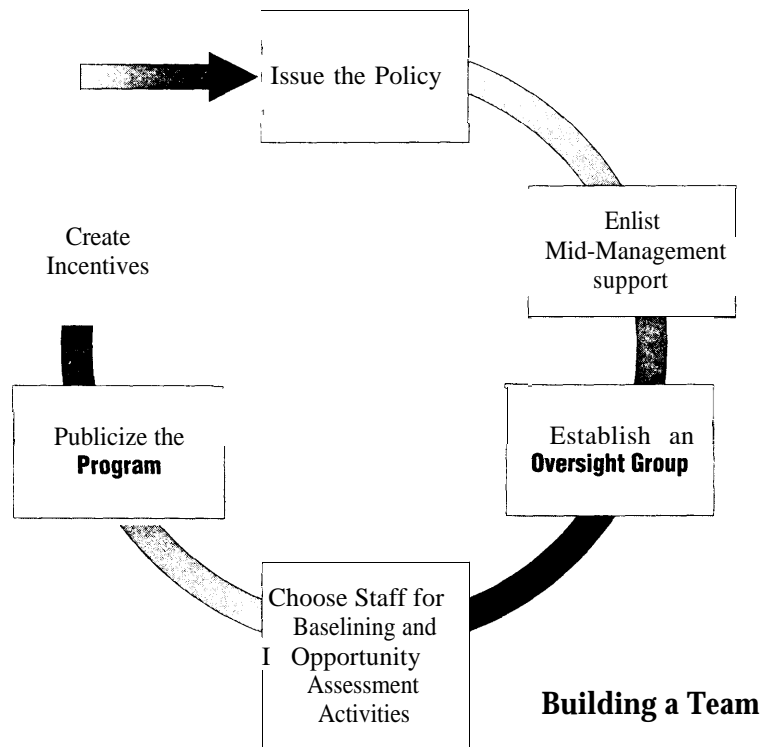 Issue the Policy
Enlist
Mid-Management
support
Establish an
Oversight Group
Choose Staff for
Baselining and
I Opportunity
Assessment
Activities
Publicize the
Program
Create
Incentives
Building a Team